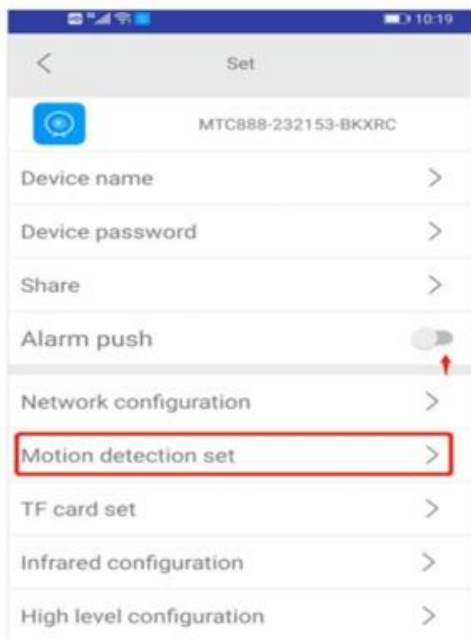 10:19
Set
MTC888-232153-BKXRC
Device name
Device password
Share
Alarm push
Network configuration
Motion detection set
TF card set
Infrared configuration
High level configuration